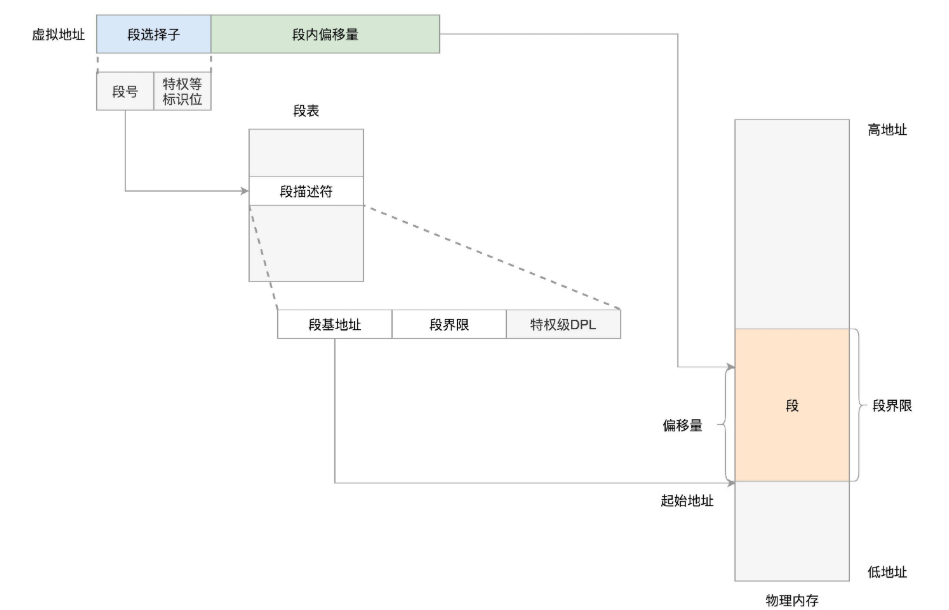 虚拟地址
段选择子
段内偏移量
段号
特权等
标识位
段表
高地址
段描述符
段基地址
段界限
特权级DPL
段
段界限
偏移量
起始地址
低地址
物理内存